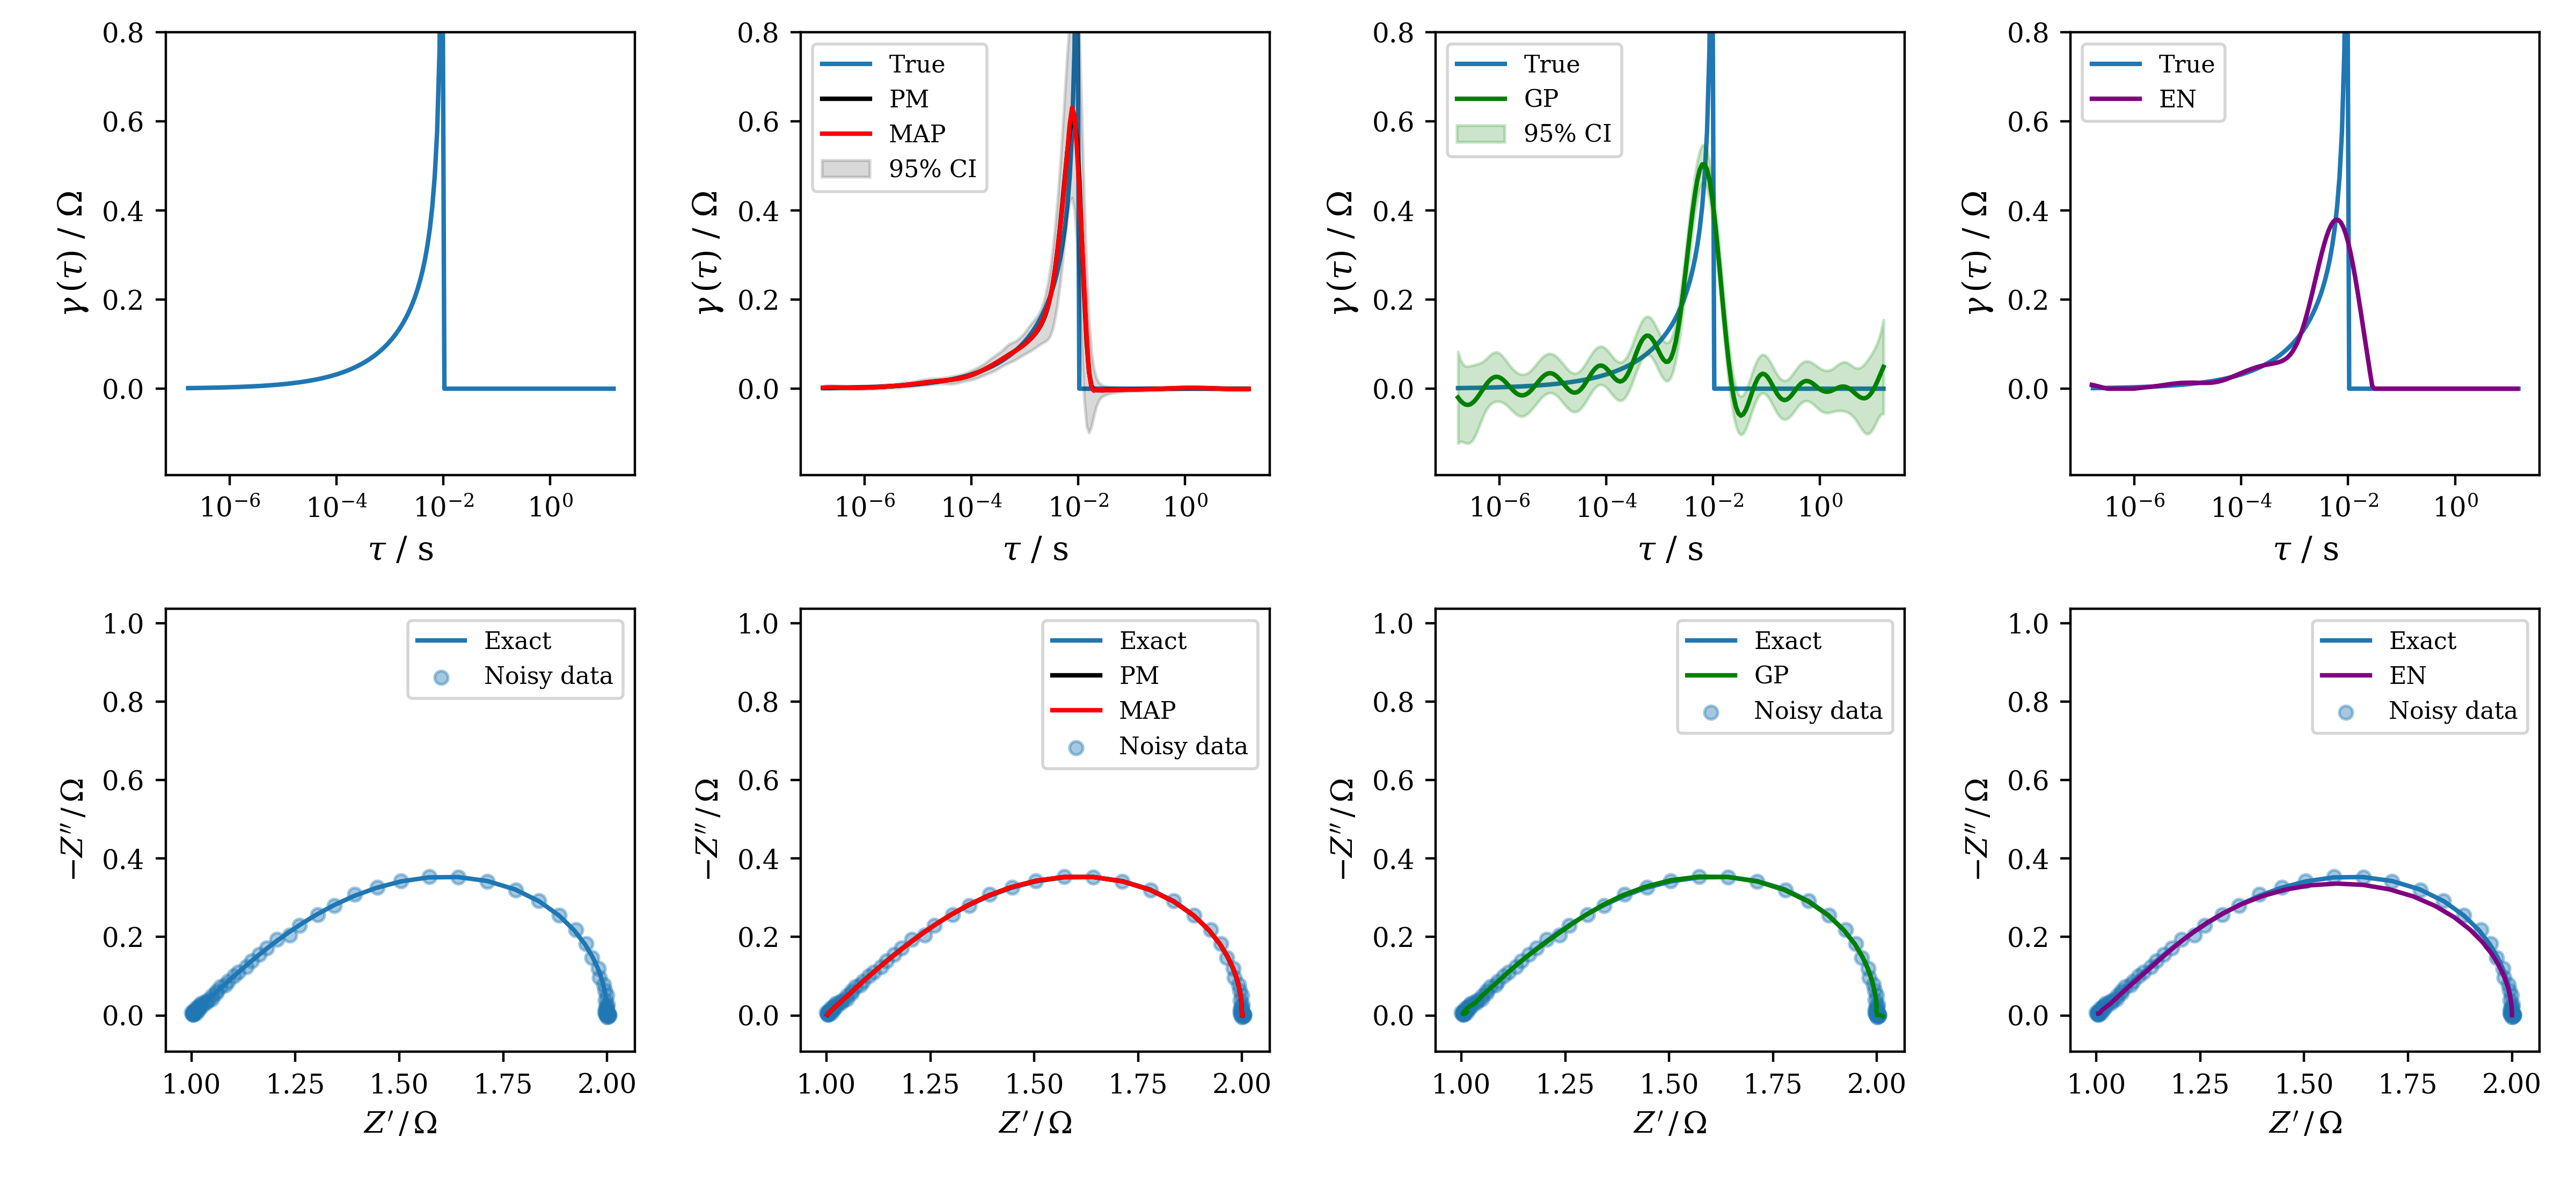 0.8
0.6
0.4
0.2
0.0
γ (τ) / Ω
10⁻⁶ 10⁻⁴ 10⁻² 10⁰
τ / s
True
PM
MAP
95% CI
0.8
0.6
0.4
0.2
0.0
γ (τ) / Ω
10⁻⁶ 10⁻⁴ 10⁻² 10⁰
τ / s
True
GP
95% CI
0.8
0.6
0.4
0.2
0.0
γ (τ) / Ω
10⁻⁶ 10⁻⁴ 10⁻² 10⁰
τ / s
True
EN
0.8
0.6
0.4
0.2
0.0
γ (τ) / Ω
10⁻⁶ 10⁻⁴ 10⁻² 10⁰
τ / s
Exact
Noisy data
1.0
0.8
0.6
0.4
0.2
0.0
−Z″ / Ω
1.00 1.25 1.50 1.75 2.00
Z′ / Ω
Exact
PM
MAP
Noisy data
1.0
0.8
0.6
0.4
0.2
0.0
−Z″ / Ω
1.00 1.25 1.50 1.75 2.00
Z′ / Ω
Exact
GP
Noisy data
1.0
0.8
0.6
0.4
0.2
0.0
−Z″ / Ω
1.00 1.25 1.50 1.75 2.00
Z′ / Ω
Exact
EN
Noisy data
1.0
0.8
0.6
0.4
0.2
0.0
−Z″ / Ω
1.00 1.25 1.50 1.75 2.00
Z′ / Ω